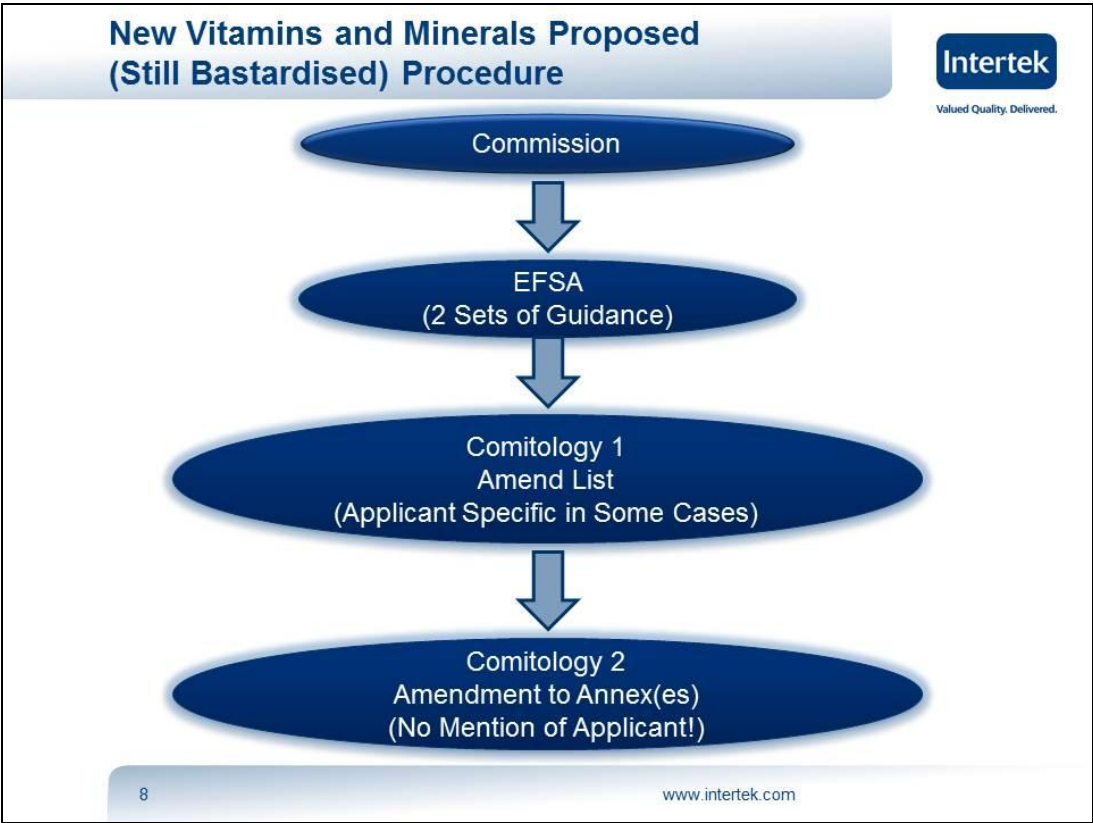 New Vitamins and Minerals Proposed
(Still Bastardised) Procedure
Intertek
Valued Quality. Delivered.
Commission
EFSA
(2 Sets of Guidance)
Comitology 1
Amend List
(Applicant Specific in Some Cases)
Comitology 2
Amendment to Annex(es)
(No Mention of Applicant!)
8
www.intertek.com